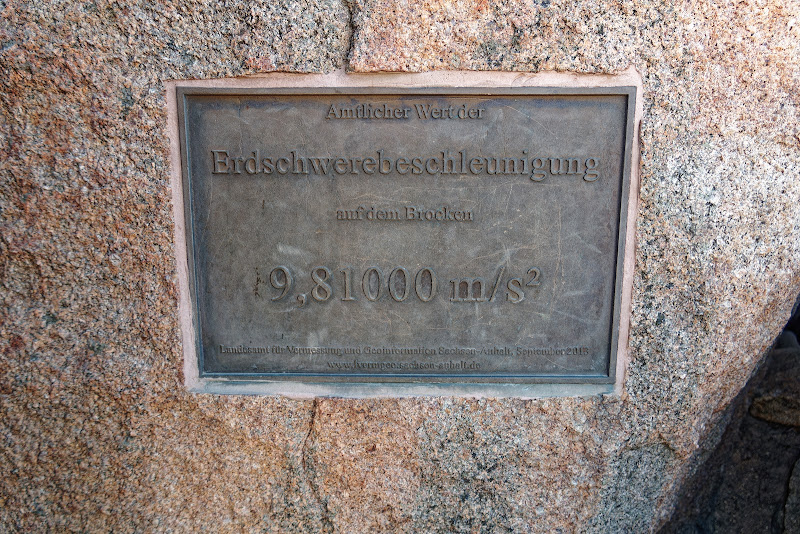 Amtlicher Wert der
Erdschwerebeschleunigung
auf dem Brocken
9,81000 m/s²
Landesamt für Vermessung und Geoinformation Sachsen-Anhalt, September 2013
www.lvermgeo.sachsen-anhalt.de